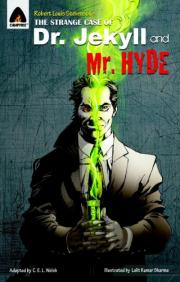 CAMPFIRE
Robert Louis Stevenson's
THE STRANGE CASE OF
Dr. Jekyll and
Mr. HYDE
Adapted by C. E. L. Welsh
Illustrated by Lalit Kumar Sharma